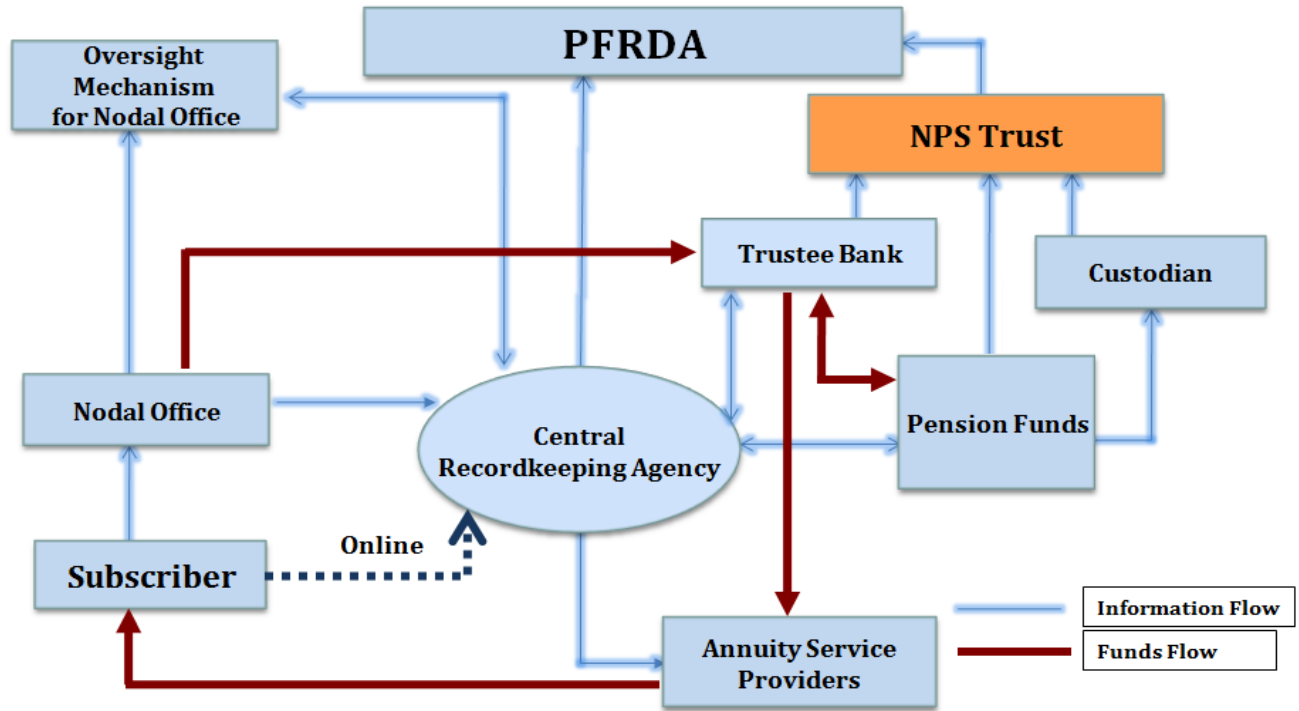 PFRDA
Oversight
Mechanism
for Nodal Office
NPS Trust
Trustee Bank
Custodian
Nodal Office
Central
Recordkeeping Agency
Pension Funds
Online
Subscriber
Annuity Service
Providers
Information Flow
Funds Flow